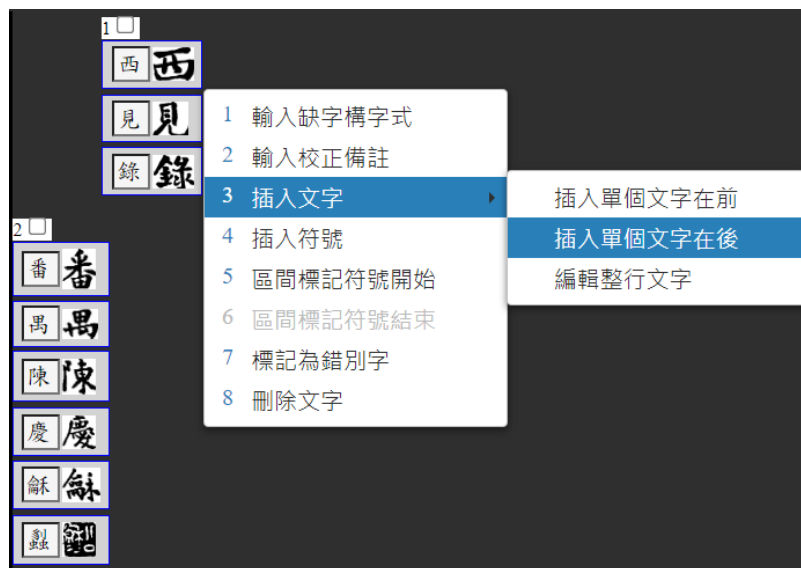 1
西 西
見 見
錄 錄
1 輸入缺字構字式
2 輸入校正備註
3 插入文字
4 插入符號
5 區間標記符號開始
6 區間標記符號結束
7 標記為錯別字
8 刪除文字
插入單個文字在前
插入單個文字在後
編輯整行文字
2
番 番
禺 禺
陳 陳
慶 慶
龢 龢